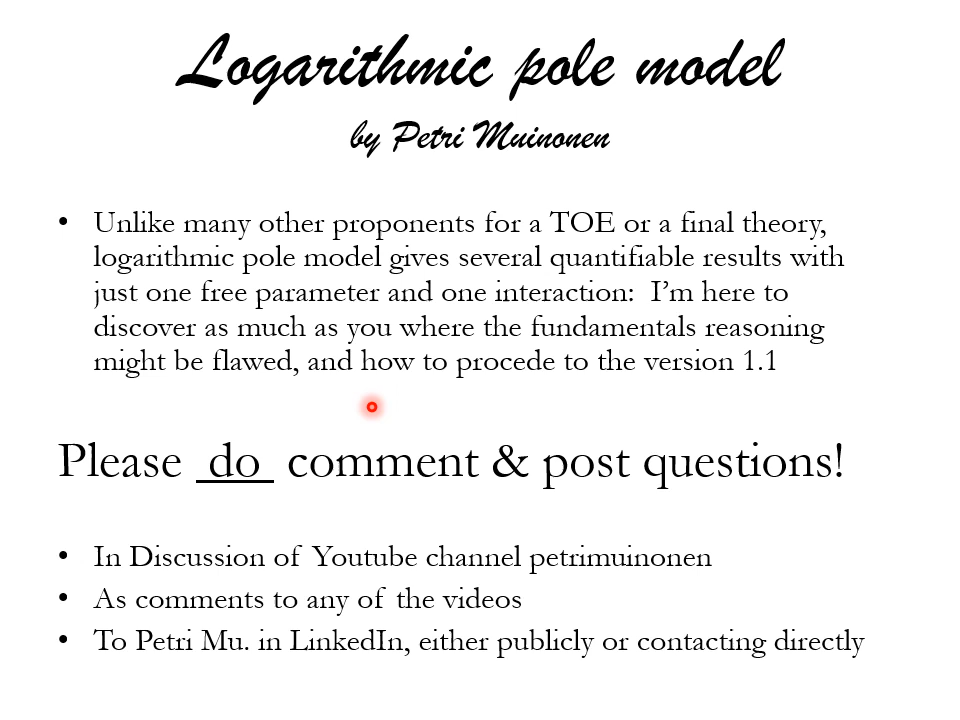 Logarithmic pole model
by Petri Muinonen
• Unlike many other proponents for a TOE or a final theory,
logarithmic pole model gives several quantifiable results with
just one free parameter and one interaction:  I’m here to
discover as much as you where the fundamentals reasoning
might be flawed, and how to procede to the version 1.1
Please do comment & post questions!
• In Discussion of Youtube channel petrimuinonen
• As comments to any of the videos
• To Petri Mu. in LinkedIn, either publicly or contacting directly